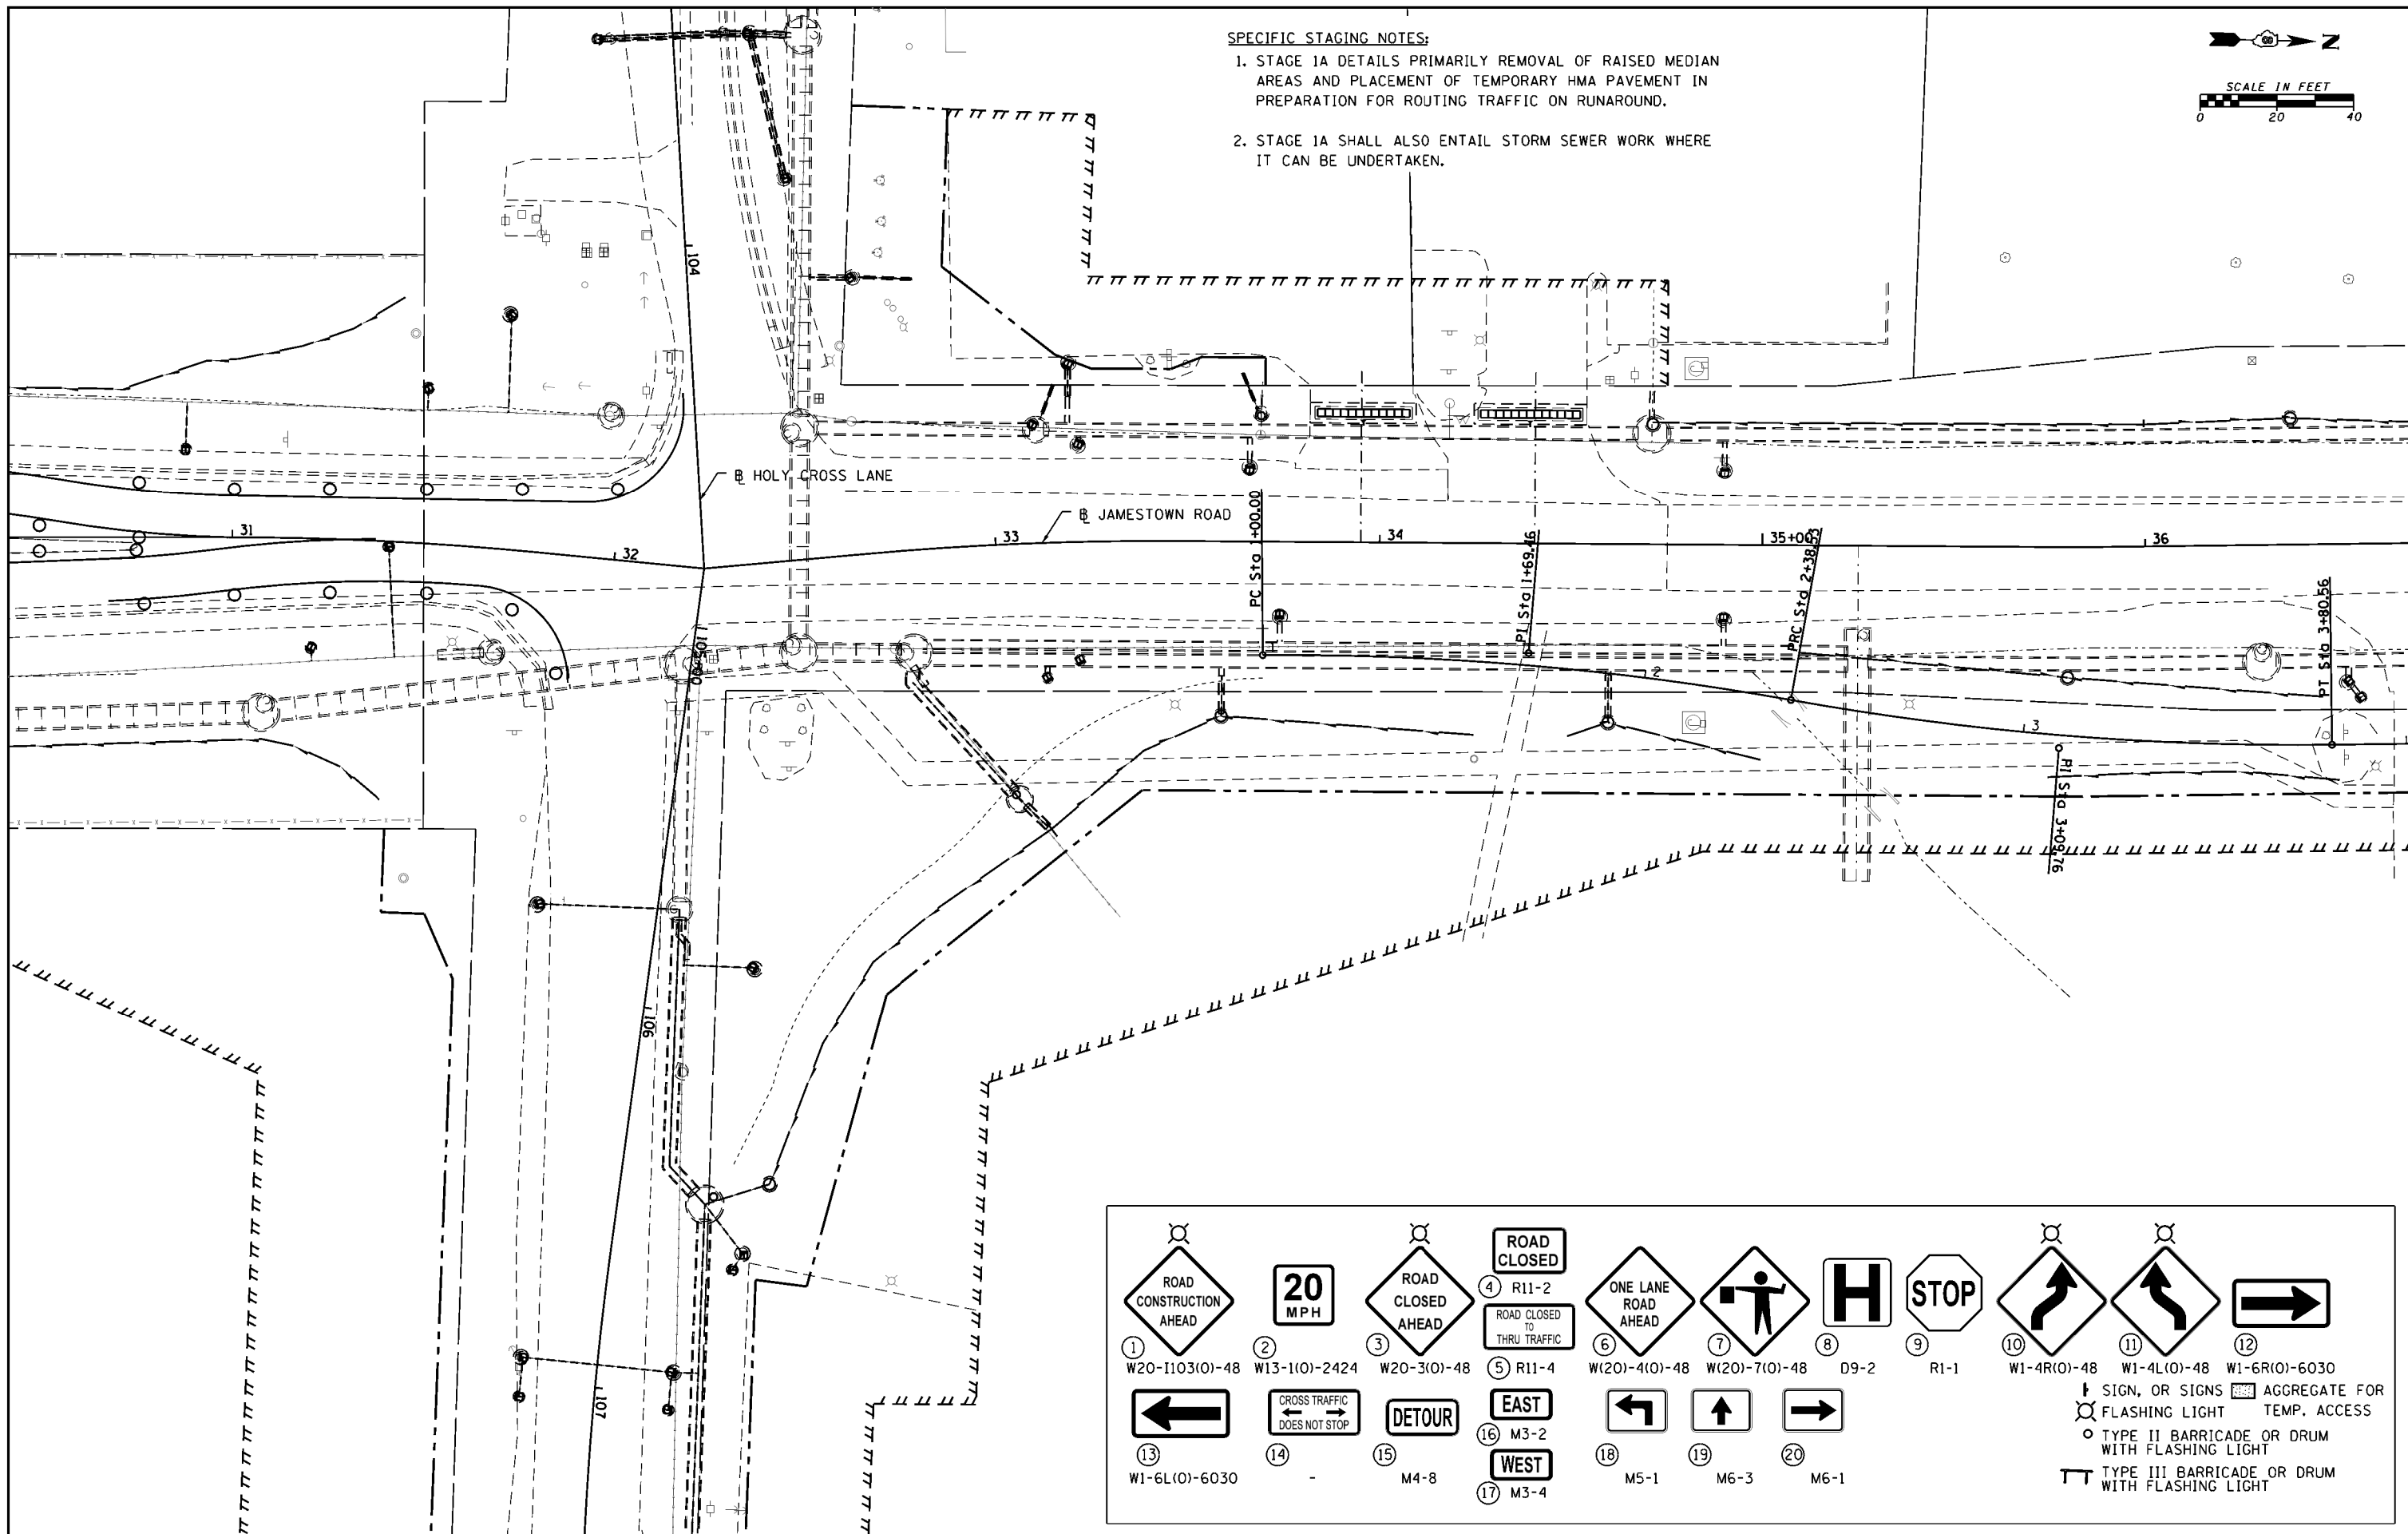 SPECIFIC STAGING NOTES:
1. STAGE 1A DETAILS PRIMARILY REMOVAL OF RAISED MEDIAN
AREAS AND PLACEMENT OF TEMPORARY HMA PAVEMENT IN
PREPARATION FOR ROUTING TRAFFIC ON RUNAROUND.
2. STAGE 1A SHALL ALSO ENTAIL STORM SEWER WORK WHERE
IT CAN BE UNDERTAKEN.
N
SCALE IN FEET
0 20 40
104
HOLY CROSS LANE
JAMESTOWN ROAD
31
32
33
34
35+00
36
PC Sta 1+00.00
PI Sta 1+69.46
PRC Sta 2+38.53
PT Sta 3+80.56
PI Sta 3+09.76
2
3
105+00
106
107
ROAD
CONSTRUCTION
AHEAD
1
W20-I103(O)-48
20
MPH
2
W13-1(O)-2424
ROAD
CLOSED
AHEAD
3
W20-3(O)-48
ROAD
CLOSED
4 R11-2
ROAD CLOSED
TO
THRU TRAFFIC
5 R11-4
ONE LANE
ROAD
AHEAD
6
W(20)-4(O)-48
7
W(20)-7(O)-48
H
8
D9-2
STOP
9
R1-1
10
W1-4R(O)-48
11
W1-4L(O)-48
12
W1-6R(O)-6030
13
W1-6L(O)-6030
CROSS TRAFFIC
DOES NOT STOP
14
-
DETOUR
15
M4-8
EAST
16 M3-2
WEST
17 M3-4
18
M5-1
19
M6-3
20
M6-1
SIGN, OR SIGNS
FLASHING LIGHT
AGGREGATE FOR
TEMP. ACCESS
TYPE II BARRICADE OR DRUM
WITH FLASHING LIGHT
TYPE III BARRICADE OR DRUM
WITH FLASHING LIGHT